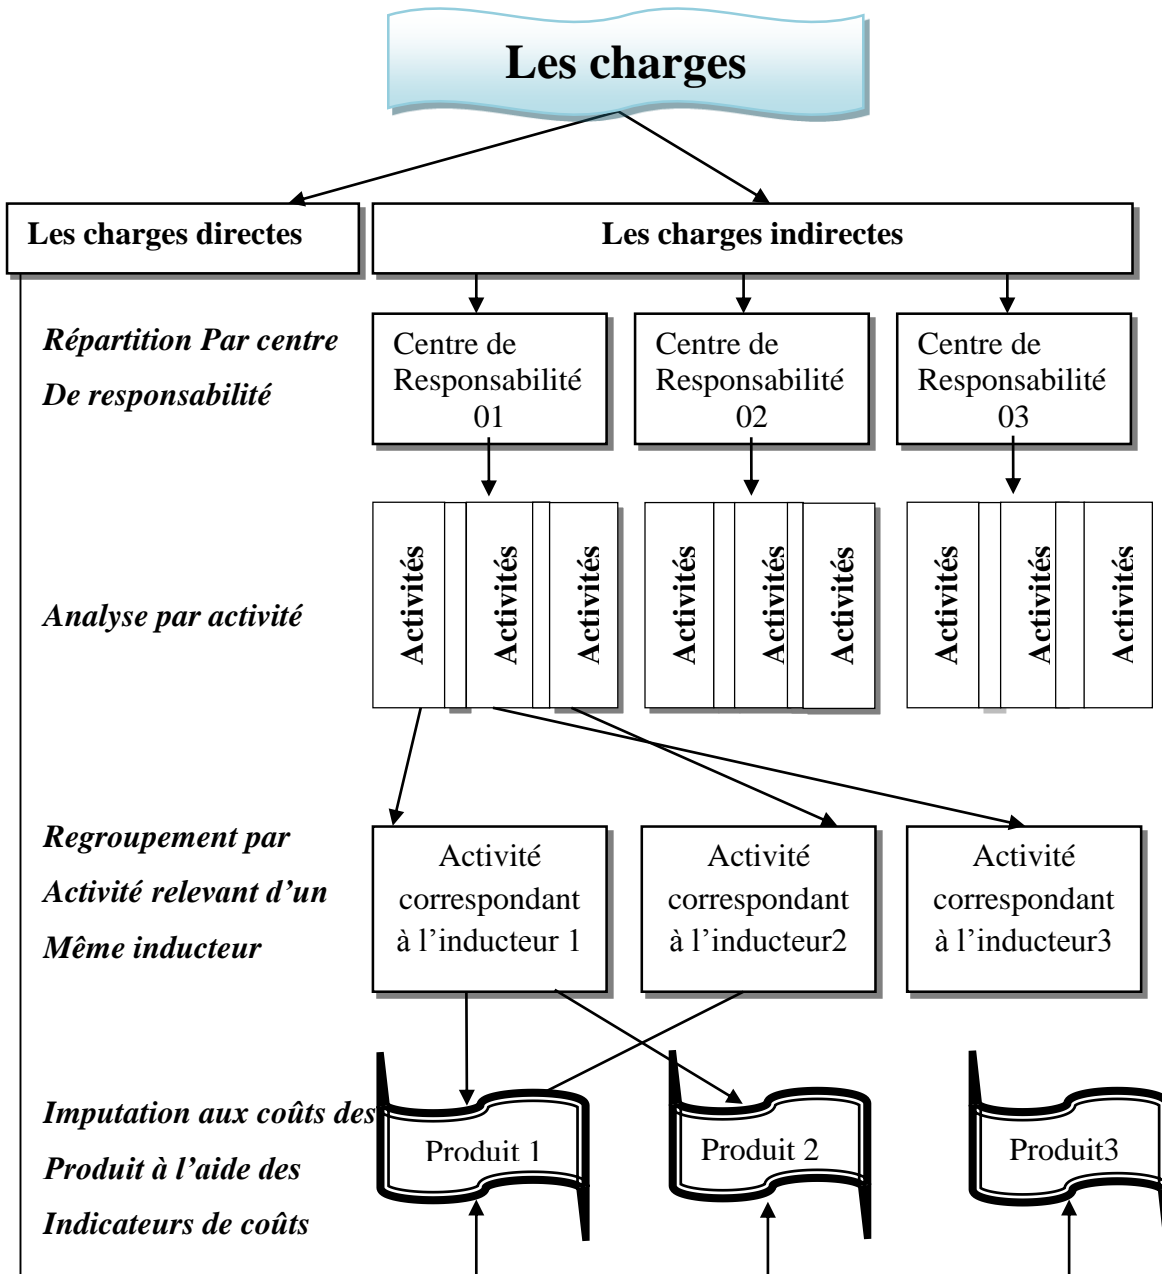 Les charges
Les charges directes
Les charges indirectes
Répartition Par centre
De responsabilité
Centre de
Responsabilité
01
Centre de
Responsabilité
02
Centre de
Responsabilité
03
Analyse par activité
Activités
Activités
Activités
Activités
Activités
Activités
Activités
Activités
Activités
Regroupement par
Activité relevant d’un
Même inducteur
Activité
correspondant
à l’inducteur 1
Activité
correspondant
à l’inducteur2
Activité
correspondant
à l’inducteur3
Imputation aux coûts des
Produit à l’aide des
Indicateurs de coûts
Produit 1
Produit 2
Produit3